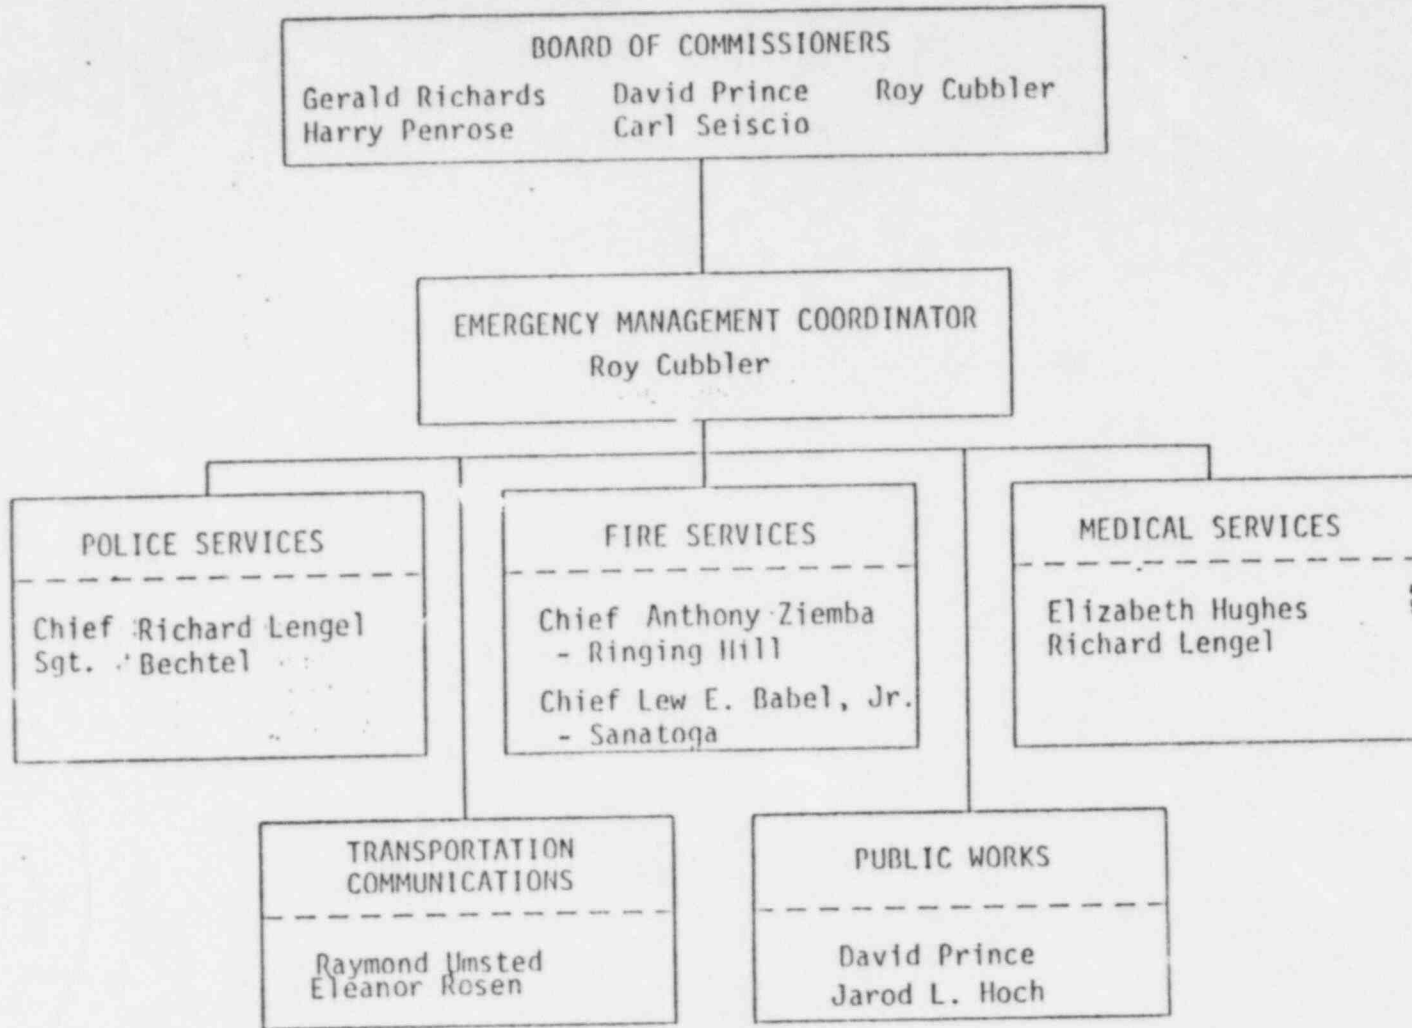 BOARD OF COMMISSIONERS
Gerald Richards David Prince Roy Cubbler
Harry Penrose Carl Seiscio
EMERGENCY MANAGEMENT COORDINATOR
Roy Cubbler
POLICE SERVICES
Chief Richard Lengel
Sgt. Bechtel
FIRE SERVICES
Chief Anthony Ziemba
- Ringing Hill
Chief Lew E. Babel, Jr.
- Sanatoga
MEDICAL SERVICES
Elizabeth Hughes
Richard Lengel
TRANSPORTATION
COMMUNICATIONS
Raymond Umsted
Eleanor Rosen
PUBLIC WORKS
David Prince
Jarod L. Hoch